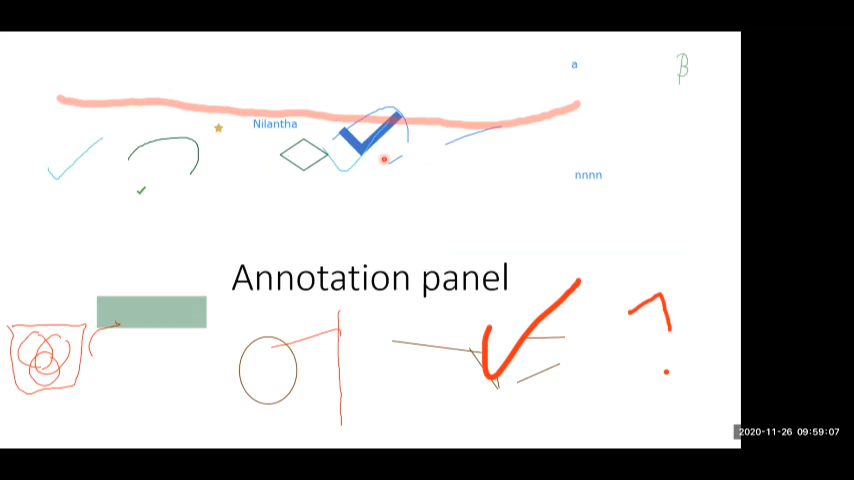 a
β
Nilantha
nnnn
Annotation panel
?
2020-11-26 09:59:07